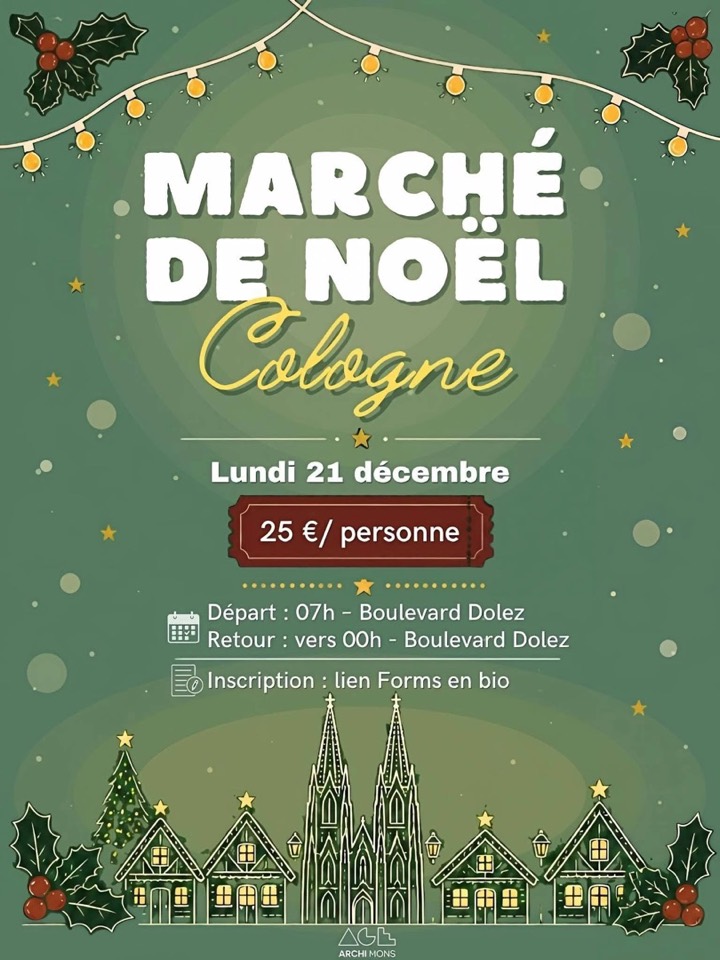 MARCHÉ
DE NOËL
Cologne
Lundi 21 décembre
25 €/ personne
Départ : 07h - Boulevard Dolez
Retour : vers 00h - Boulevard Dolez
Inscription : lien Forms en bio
AGE
ARCHI MONS